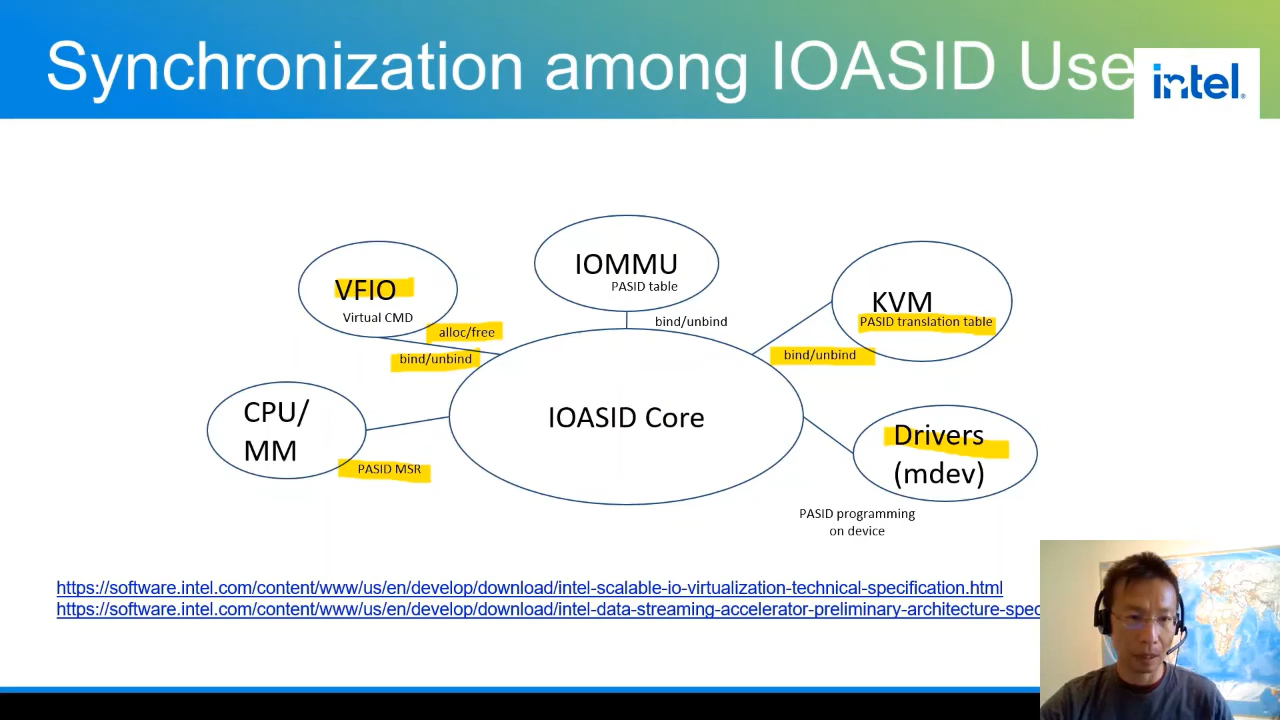 Synchronization among IOASID Use
intel
IOMMU
PASID table
VFIO
Virtual CMD
KVM
PASID translation table
alloc/free
bind/unbind
bind/unbind
bind/unbind
CPU/
MM
IOASID Core
Drivers
(mdev)
PASID MSR
PASID programming
on device
https://software.intel.com/content/www/us/en/develop/download/intel-scalable-io-virtualization-technical-specification.html
https://software.intel.com/content/www/us/en/develop/download/intel-data-streaming-accelerator-preliminary-architecture-spec